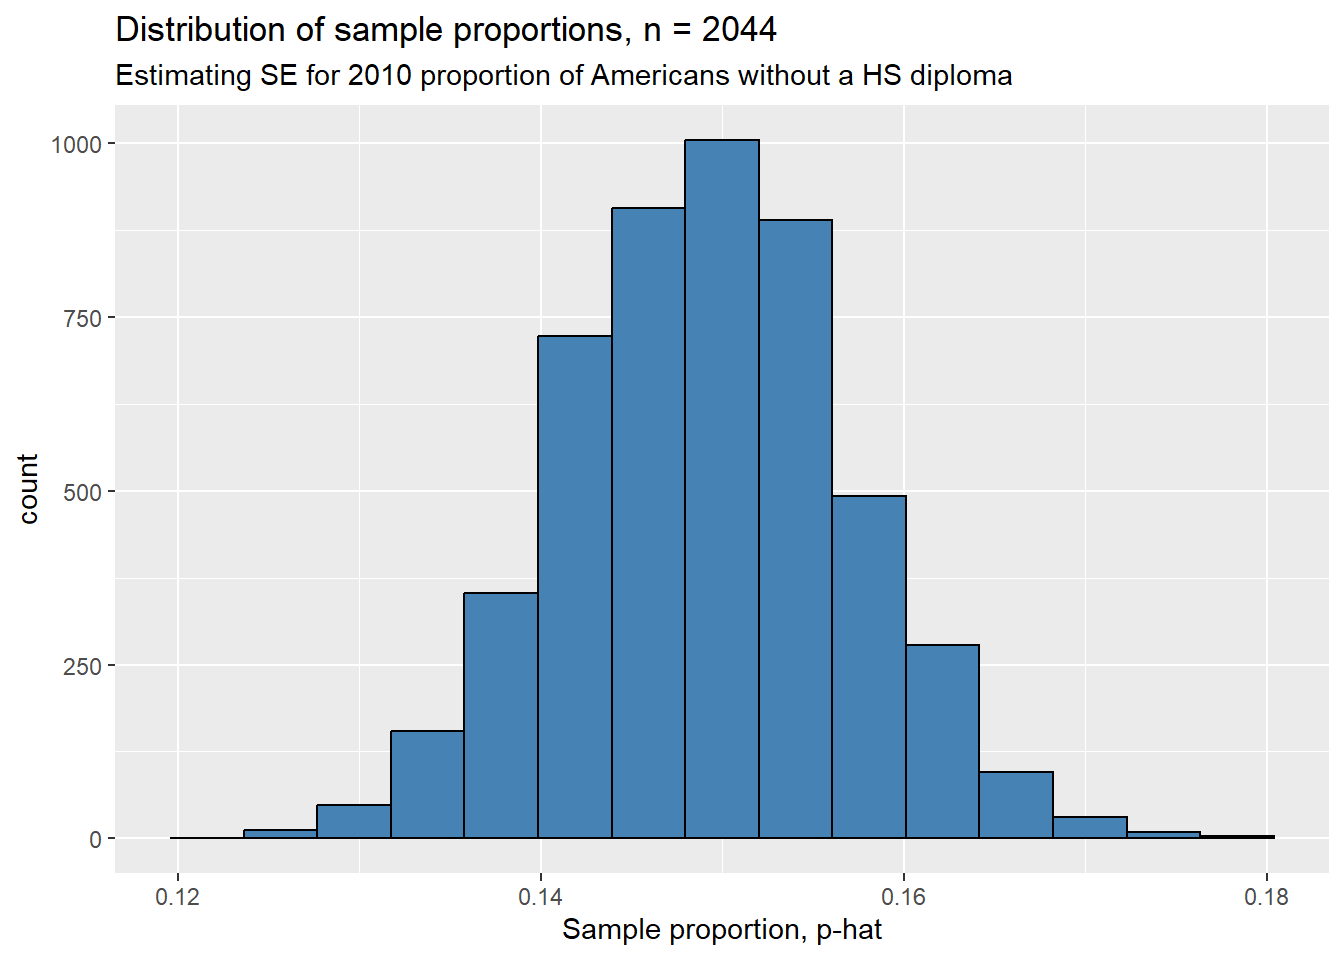 Distribution of sample proportions, n = 2044
Estimating SE for 2010 proportion of Americans without a HS diploma
1000
750
500
250
0
count
0.12 0.14 0.16 0.18
Sample proportion, p-hat